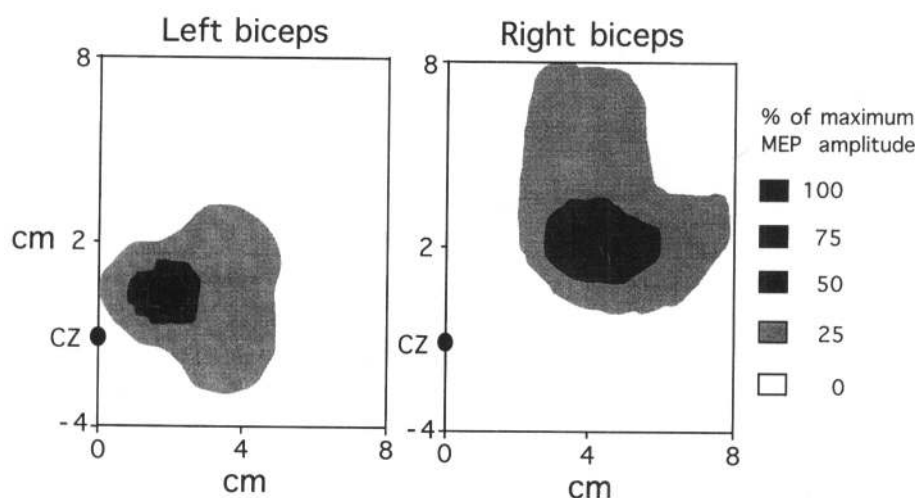 Left biceps
Right biceps
8
8
% of maximum
MEP amplitude
100
75
cm 2
2
50
CZ
CZ
25
0
-4
-4
0
4
8
0
4
8
cm
cm